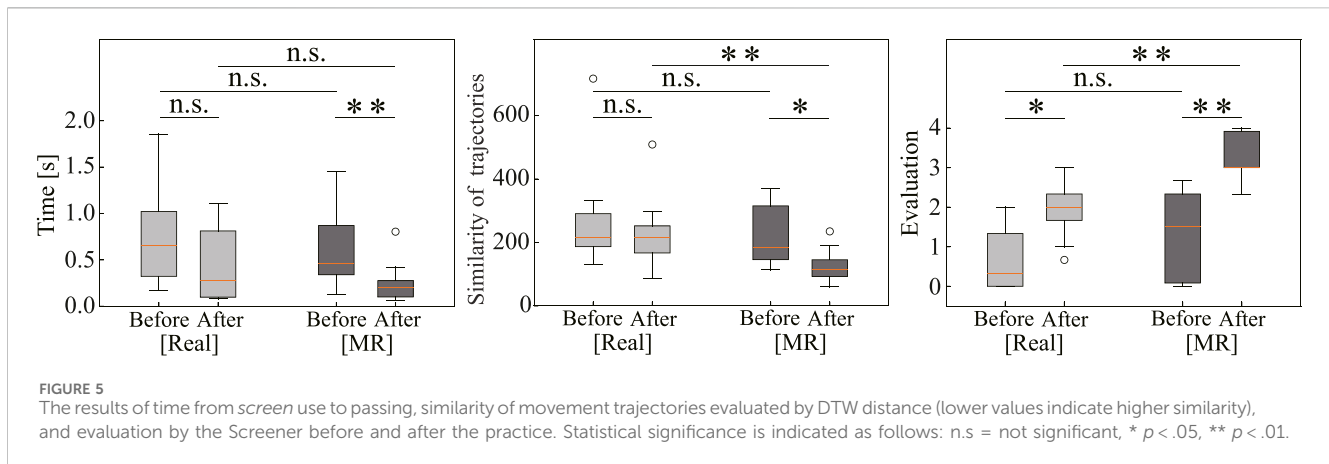 n.s.
n.s.
n.s.
**
2.0
1.5
1.0
0.5
0.0
Time [s]
Before After
Before After
[Real]
[MR]
**
n.s.
n.s.
*
600
400
200
0
Similarity of trajectories
Before After
Before After
[Real]
[MR]
**
n.s.
*
**
4
3
2
1
0
Evaluation
Before After
Before After
[Real]
[MR]
FIGURE 5
The results of time from screen use to passing, similarity of movement trajectories evaluated by DTW distance (lower values indicate higher similarity),
and evaluation by the Screener before and after the practice. Statistical significance is indicated as follows: n.s = not significant, * p < .05, ** p < .01.